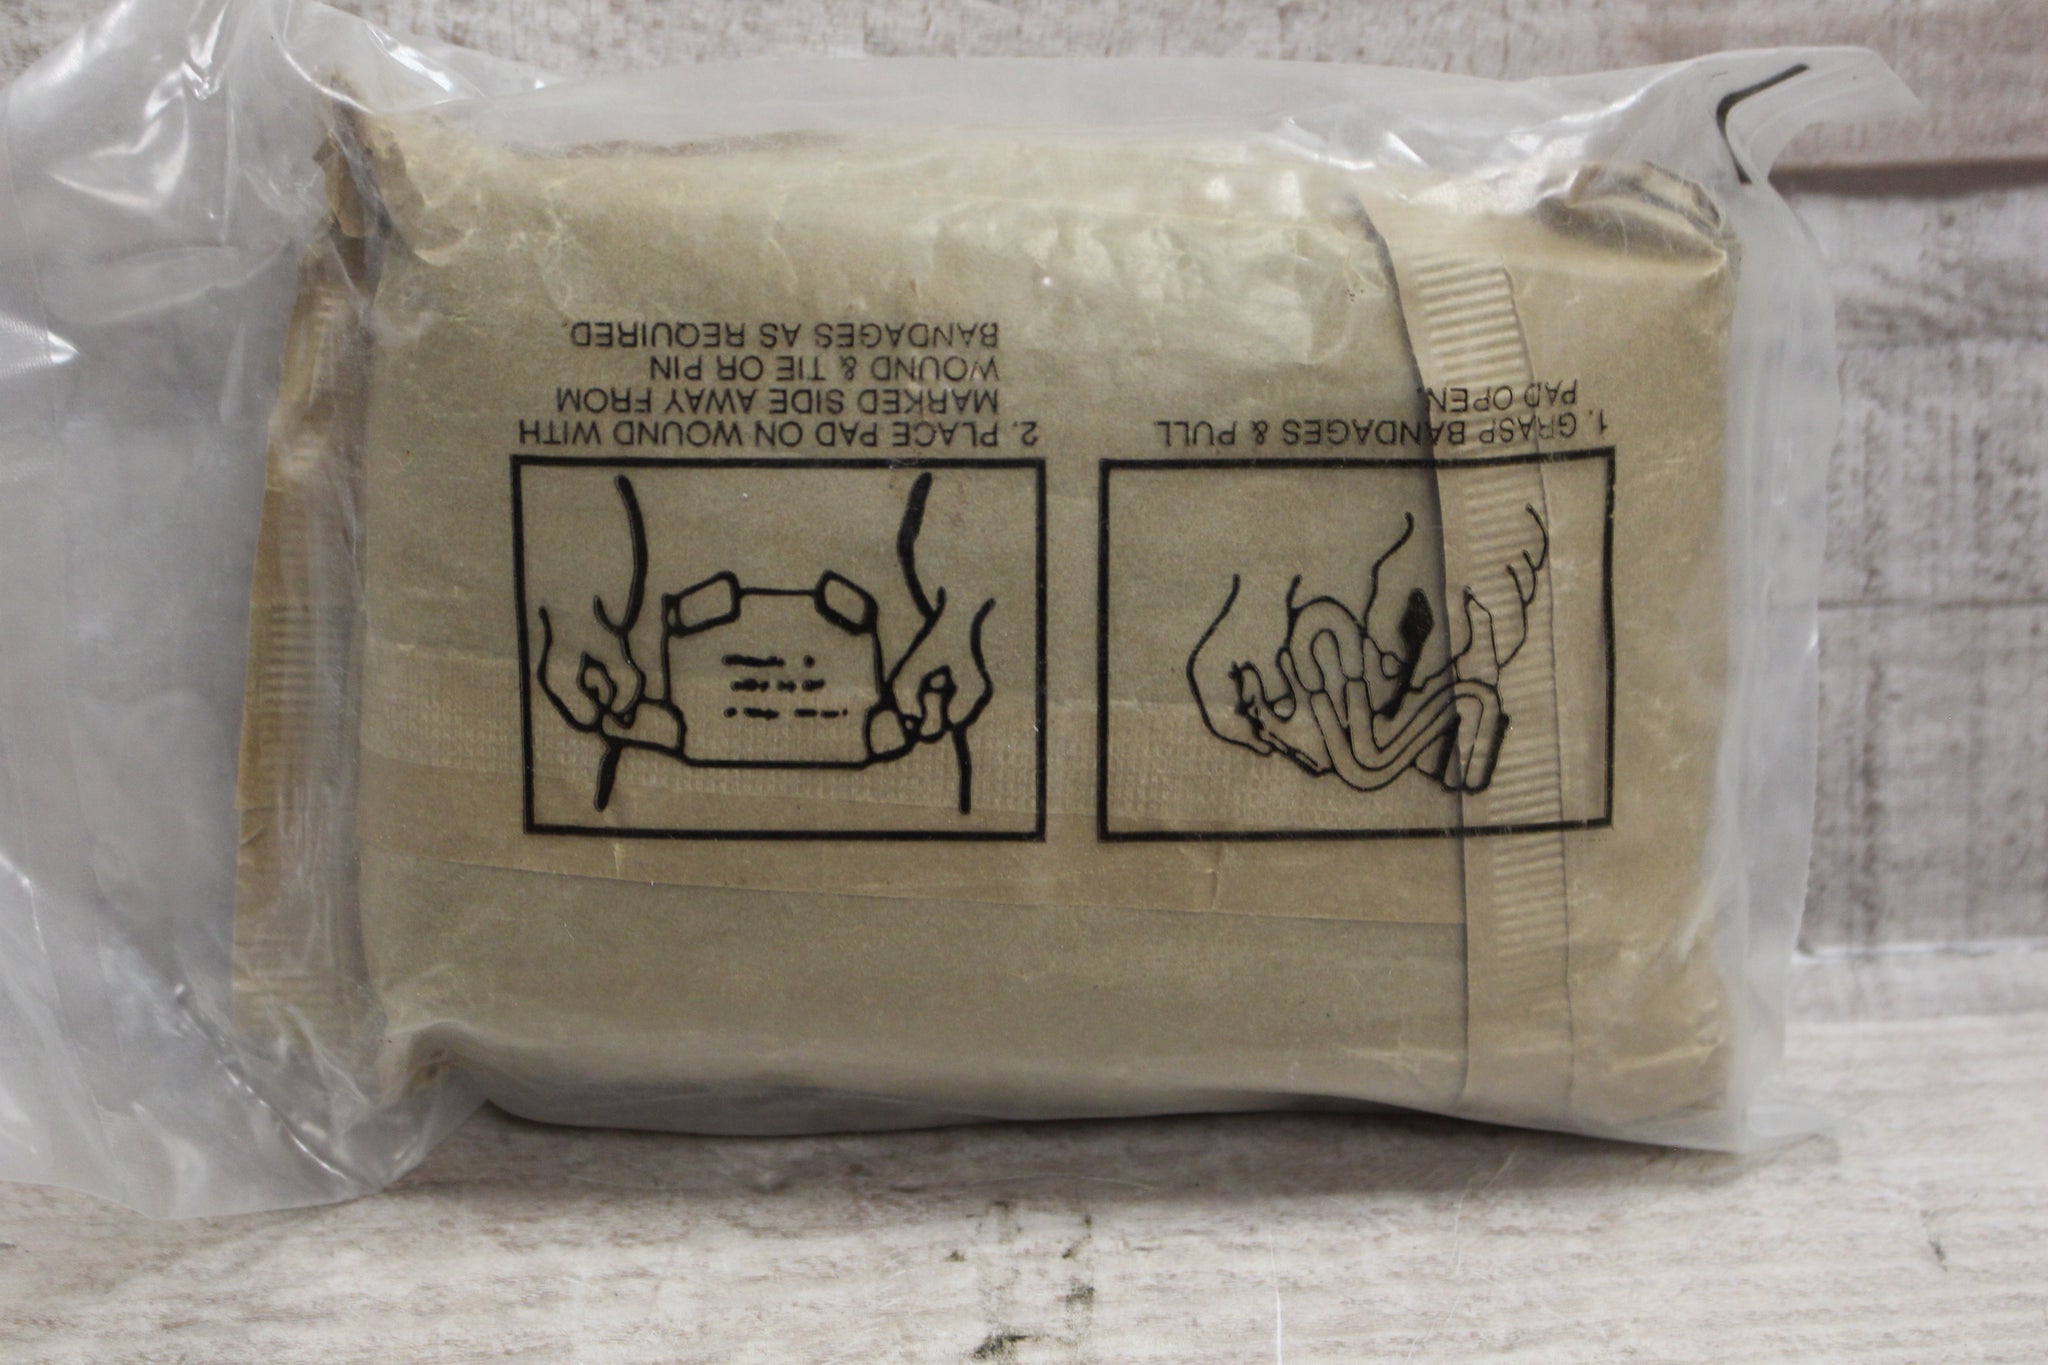 1. GRASP BANDAGES & PULL
PAD OPEN.
2. PLACE PAD ON WOUND WITH
MARKED SIDE AWAY FROM
WOUND & TIE OR PIN
BANDAGES AS REQUIRED.